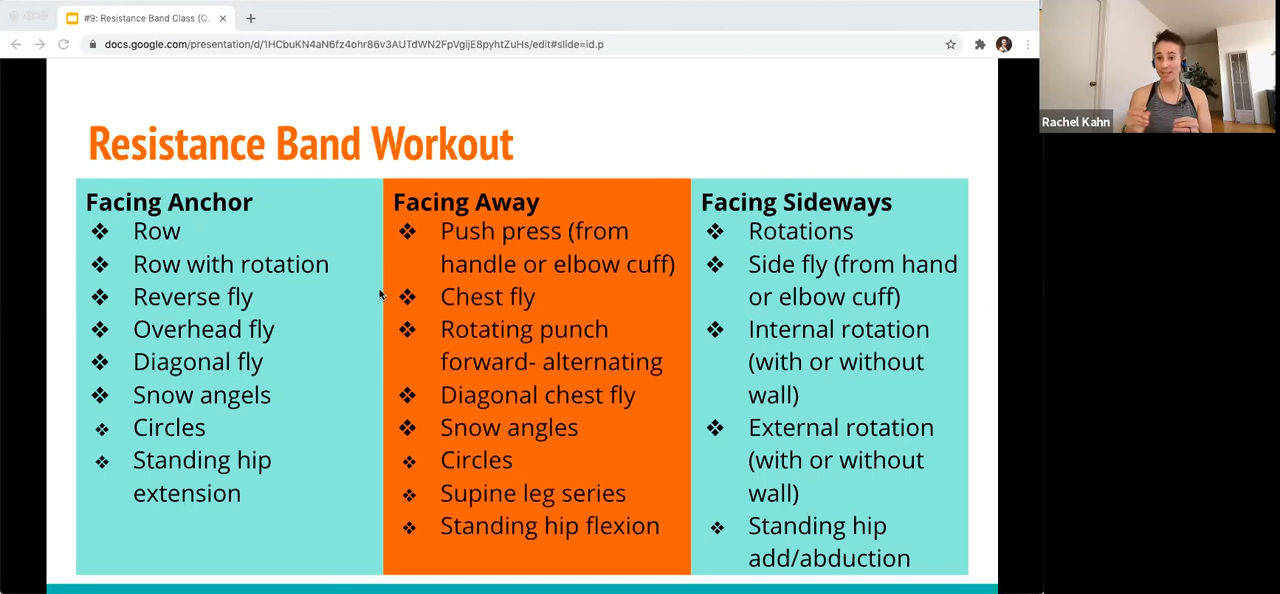 #9: Resistance Band Class (Q.
docs.google.com/presentation/d/1HCbuKN4aN6fz4ohr86v3AUTdWN2FpVgijE8pyhtZuHs/edit#slide=id.p
Rachel Kahn
Resistance Band Workout
Facing Anchor
❖ Row
❖ Row with rotation
❖ Reverse fly
❖ Overhead fly
❖ Diagonal fly
❖ Snow angels
❖ Circles
❖ Standing hip
extension
Facing Away
❖ Push press (from
handle or elbow cuff)
❖ Chest fly
❖ Rotating punch
forward- alternating
❖ Diagonal chest fly
❖ Snow angles
❖ Circles
❖ Supine leg series
❖ Standing hip flexion
Facing Sideways
❖ Rotations
❖ Side fly (from hand
or elbow cuff)
❖ Internal rotation
(with or without
wall)
❖ External rotation
(with or without
wall)
❖ Standing hip
add/abduction